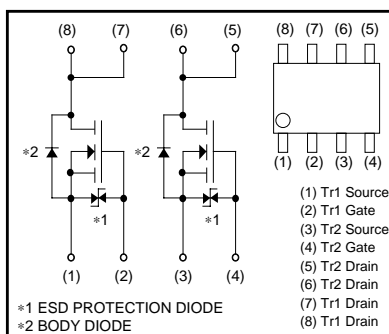 (8) (7) (6) (5)
*2 *2
*1 *1
(1) (2) (3) (4)
*1 ESD PROTECTION DIODE
*2 BODY DIODE
(8) (7) (6) (5)
(1) (2) (3) (4)
(1) Tr1 Source
(2) Tr1 Gate
(3) Tr2 Source
(4) Tr2 Gate
(5) Tr2 Drain
(6) Tr2 Drain
(7) Tr1 Drain
(8) Tr1 Drain